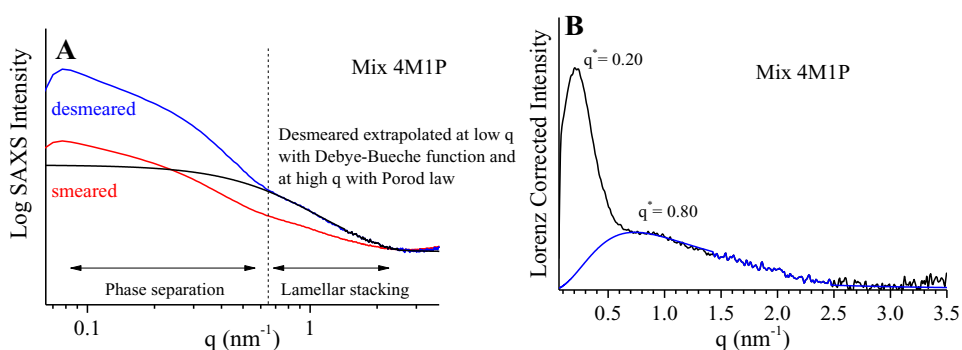 A
Mix 4M1P
desmeared
smeared
Desmeared extrapolated at low q
with Debye-Bueche function and
at high q with Porod law
Phase separation
Lamellar stacking
Log SAXS Intensity
0.1
1
q (nm⁻¹)
B
q* = 0.20
Mix 4M1P
q* = 0.80
Lorenz Corrected Intensity
0.5
1.0
1.5
2.0
2.5
3.0
3.5
q (nm⁻¹)